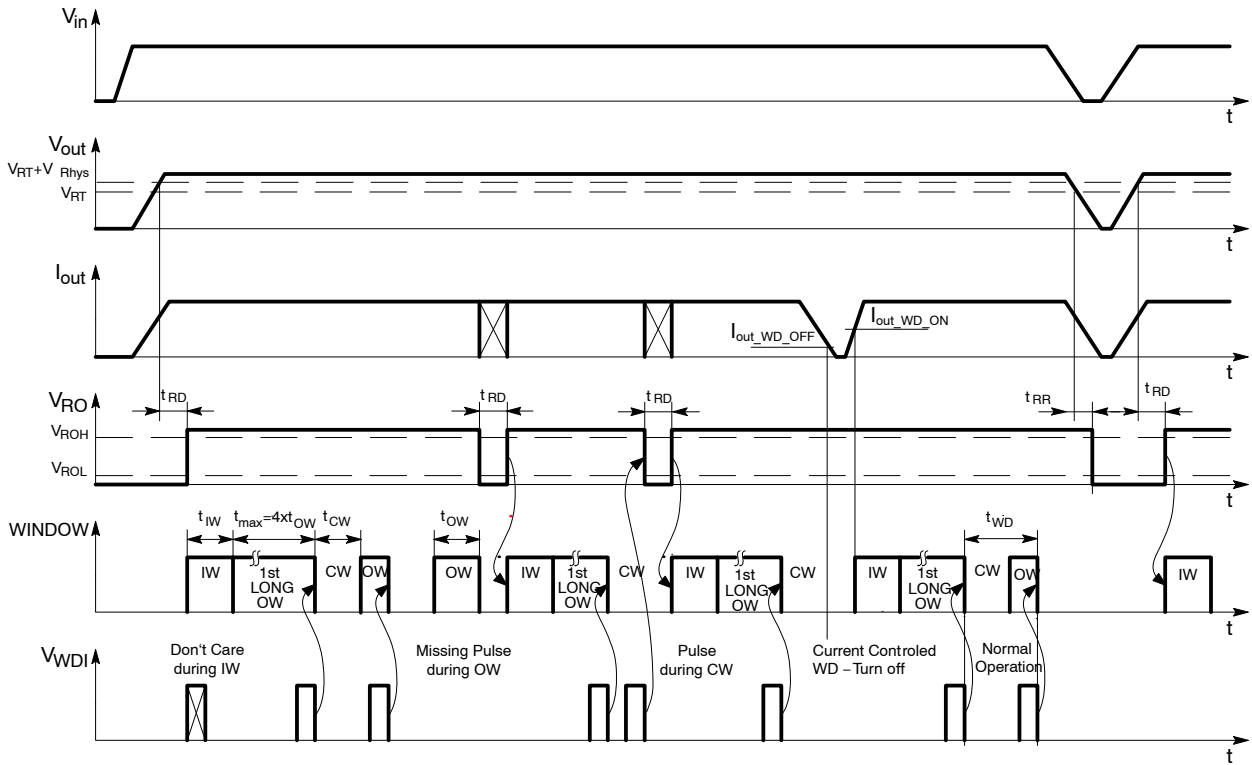 Vin
t
Vout
VRT+V Rhys
VRT
t
Iout
Iout_WD_OFF
Iout_WD_ON
t
VRO
tRD
tRD
tRD
tRR
tRD
VROH
VROL
t
WINDOW
tIW
tmax=4xtOW
tCW
tOW
tWD
IW
1st
LONG
OW
CW
OW
OW
IW
1st
LONG
OW
CW
IW
1st
LONG
OW
CW
IW
1st
LONG
OW
CW
OW
IW
t
VWDI
Don't Care
during IW
Missing Pulse
during OW
Pulse
during CW
Current Controled
WD –Turn off
Normal
Operation
t